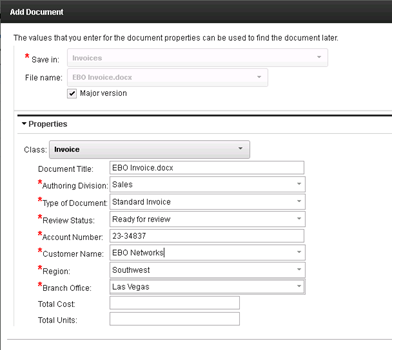 Add Document
The values that you enter for the document properties can be used to find the document later.
* Save in: Invoices
File name: EBO Invoice.docx
Major version
Properties
Class: Invoice
Document Title: EBO Invoice.docx
*Authoring Division: Sales
*Type of Document: Standard Invoice
*Review Status: Ready for review
*Account Number: 23-34837
*Customer Name: EBO Networks
*Region: Southwest
*Branch Office: Las Vegas
Total Cost:
Total Units: